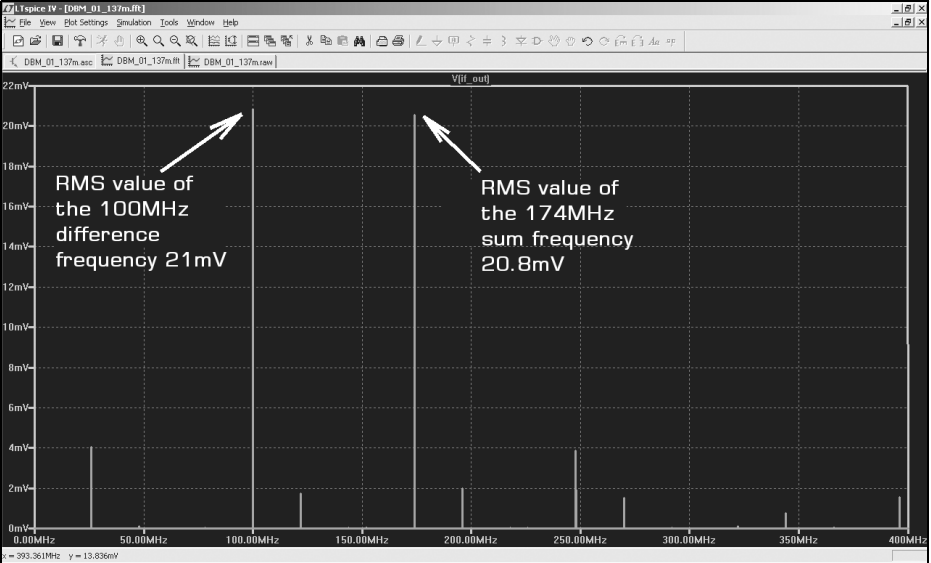 LTspice IV - [DBM_01_137m.fft]
File View Plot Settings Simulation Tools Window Help
DBM_01_137m.asc DBM_01_137m.fft DBM_01_137m.raw
V[if_out]
22mV
20mV
18mV
16mV
14mV
12mV
10mV
8mV
6mV
4mV
2mV
0mV
RMS value of
the 100MHz
difference
frequency 21mV
RMS value of
the 174MHz
sum frequency
20.8mV
0.00MHz 50.00MHz 100.00MHz 150.00MHz 200.00MHz 250.00MHz 300.00MHz 350MHz 400MHz
x = 393.361MHz y = 13.836mV